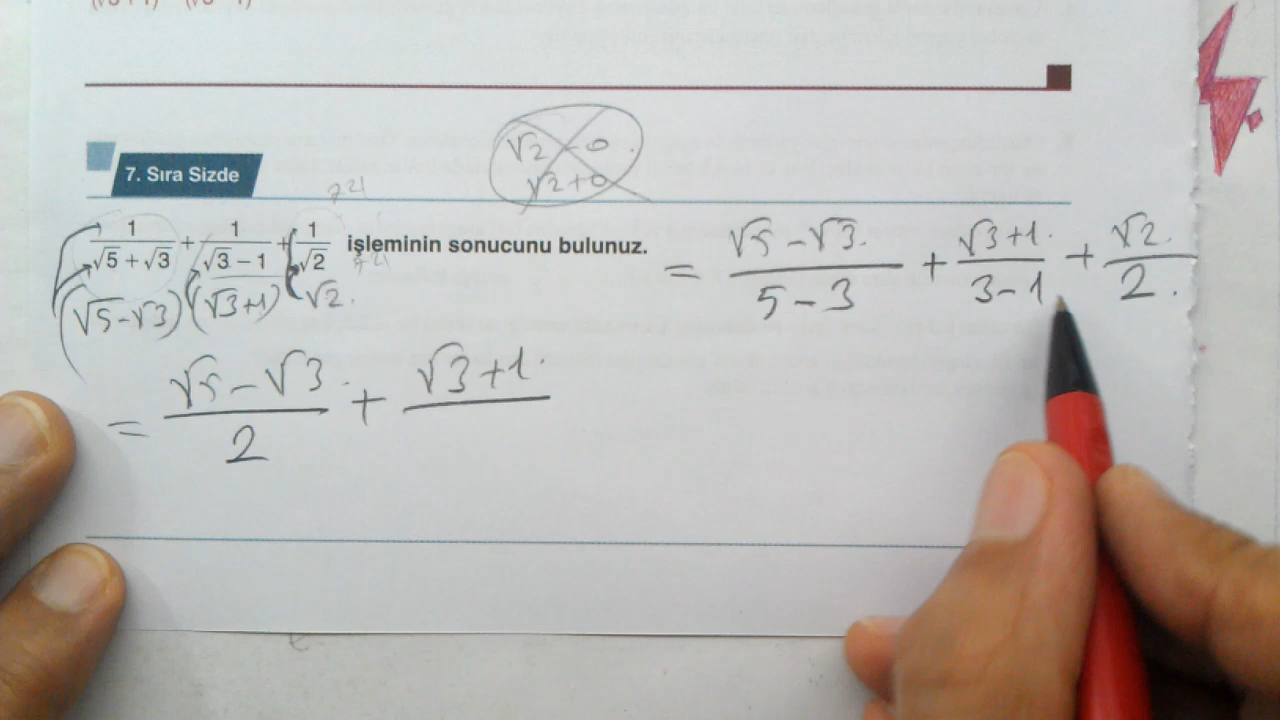 √2 - 0
√2 + 0
7. Sıra Sizde
1/(√5 + √3) + 1/(√3 − 1) + 1/√2 işleminin sonucunu bulunuz.
(√5-√3) (√3+1) √2.
= (√5-√3)/(5-3) + (√3+1)/(3-1) + √2/2
= (√5-√3)/2 + √3+1